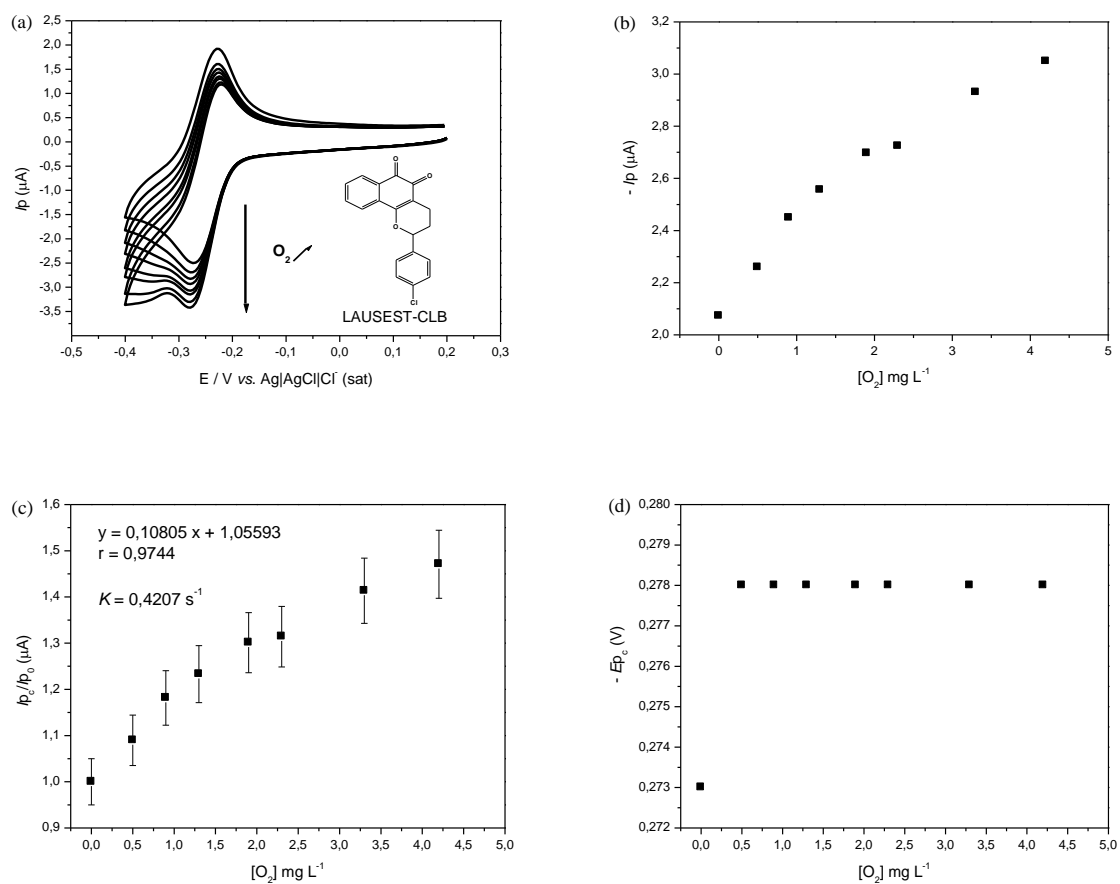 (a)
2,5
2,0
1,5
1,0
0,5
0,0
-0,5
-1,0
-1,5
-2,0
-2,5
-3,0
-3,5
Ip (µA)
-0,5 -0,4 -0,3 -0,2 -0,1 0,0 0,1 0,2 0,3
E / V vs. Ag|AgCl|Cl⁻ (sat)
O₂
O
O
O
Cl
LAUSEST-CLB
(b)
3,2
3,0
2,8
2,6
2,4
2,2
2,0
- Ip (µA)
0 1 2 3 4 5
[O₂] mg L⁻¹
(c)
1,6
1,5
1,4
1,3
1,2
1,1
1,0
0,9
Ip_c/Ip_0 (µA)
y = 0,10805 x + 1,05593
r = 0,9744
K = 0,4207 s⁻¹
0,0 0,5 1,0 1,5 2,0 2,5 3,0 3,5 4,0 4,5 5,0
[O₂] mg L⁻¹
(d)
0,280
0,279
0,278
0,277
0,276
0,275
0,274
0,273
0,272
- Ep_c (V)
0,0 0,5 1,0 1,5 2,0 2,5 3,0 3,5 4,0 4,5 5,0
[O₂] mg L⁻¹